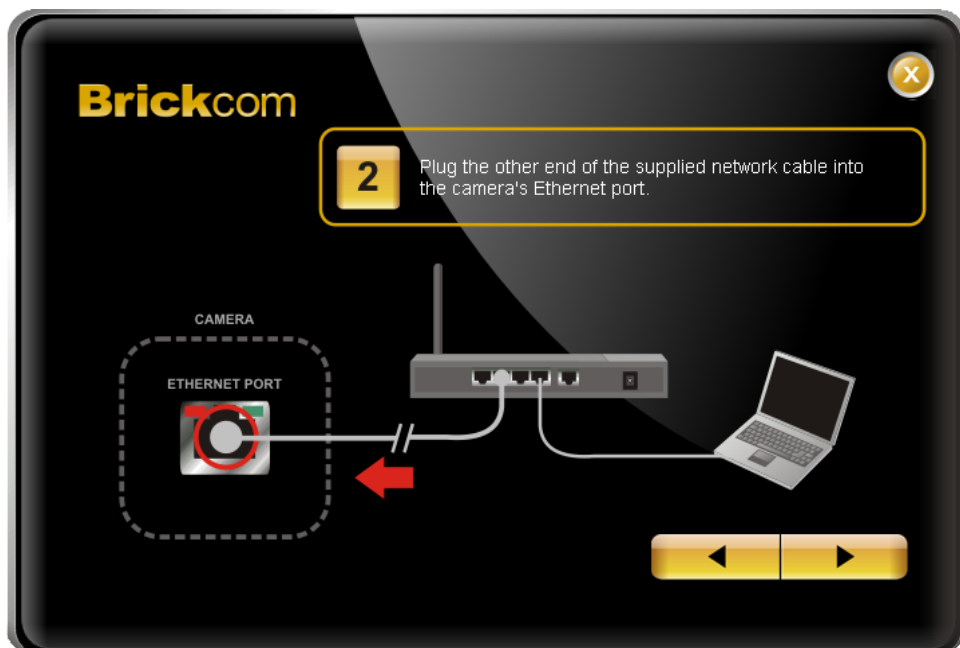 Brickcom
X
2
Plug the other end of the supplied network cable into
the camera's Ethernet port.
CAMERA
ETHERNET PORT